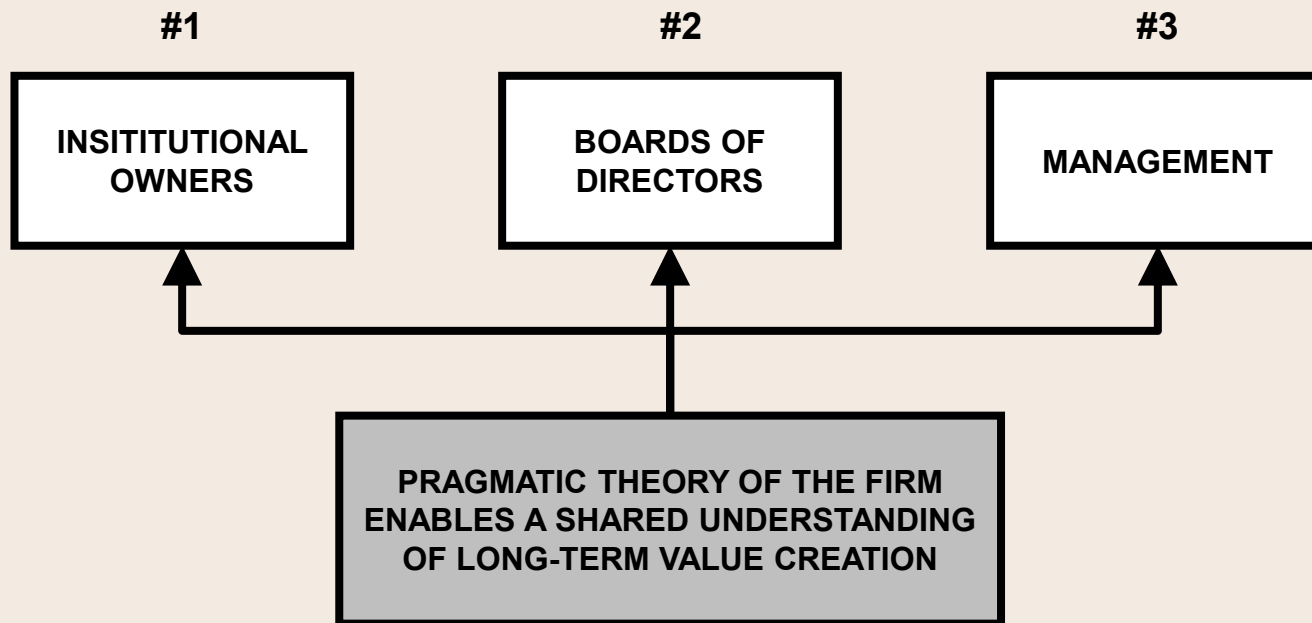 #1
#2
#3
INSITITUTIONAL
OWNERS
BOARDS OF
DIRECTORS
MANAGEMENT
PRAGMATIC THEORY OF THE FIRM
ENABLES A SHARED UNDERSTANDING
OF LONG-TERM VALUE CREATION